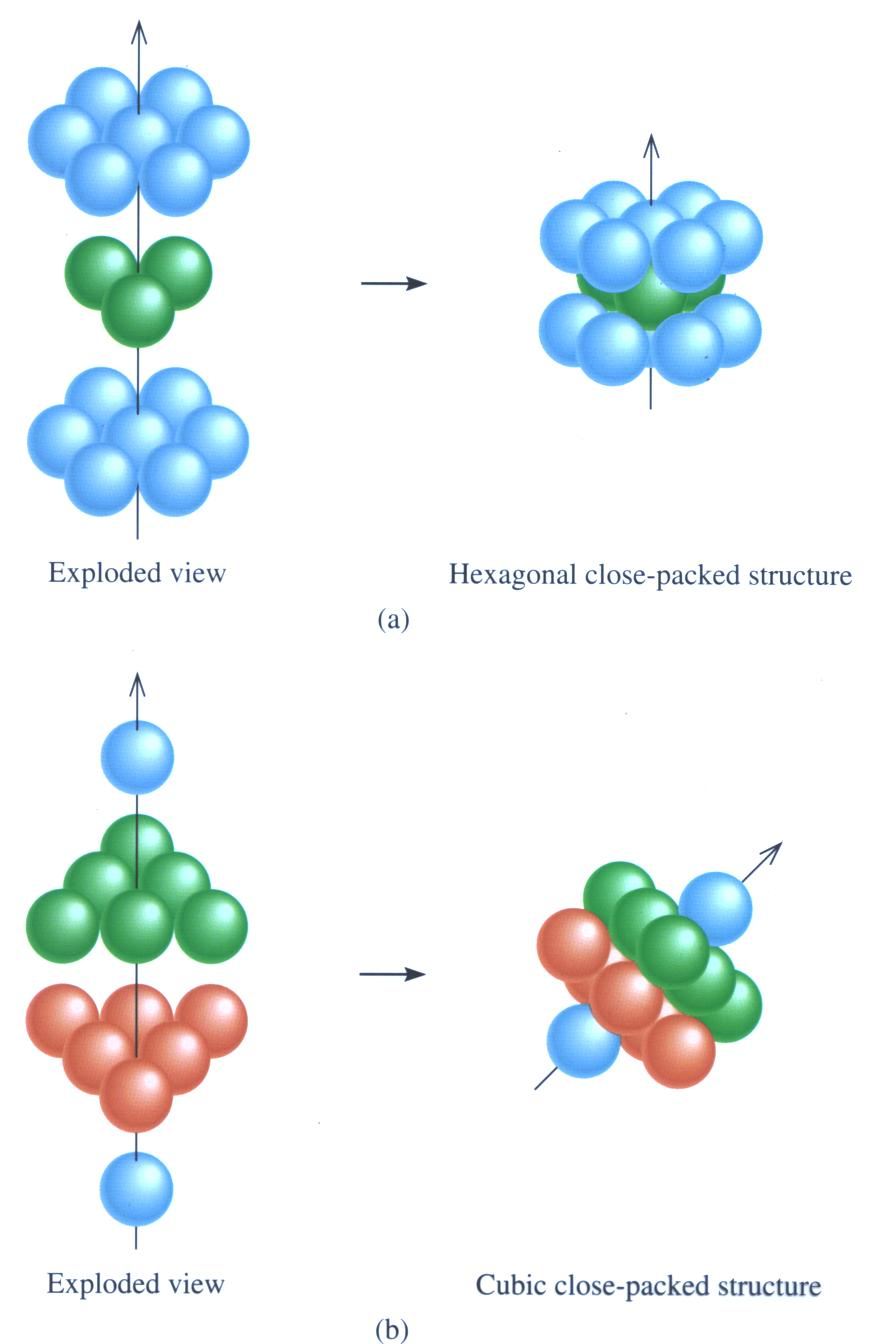 Exploded view
Hexagonal close-packed structure
(a)
Exploded view
Cubic close-packed structure
(b)